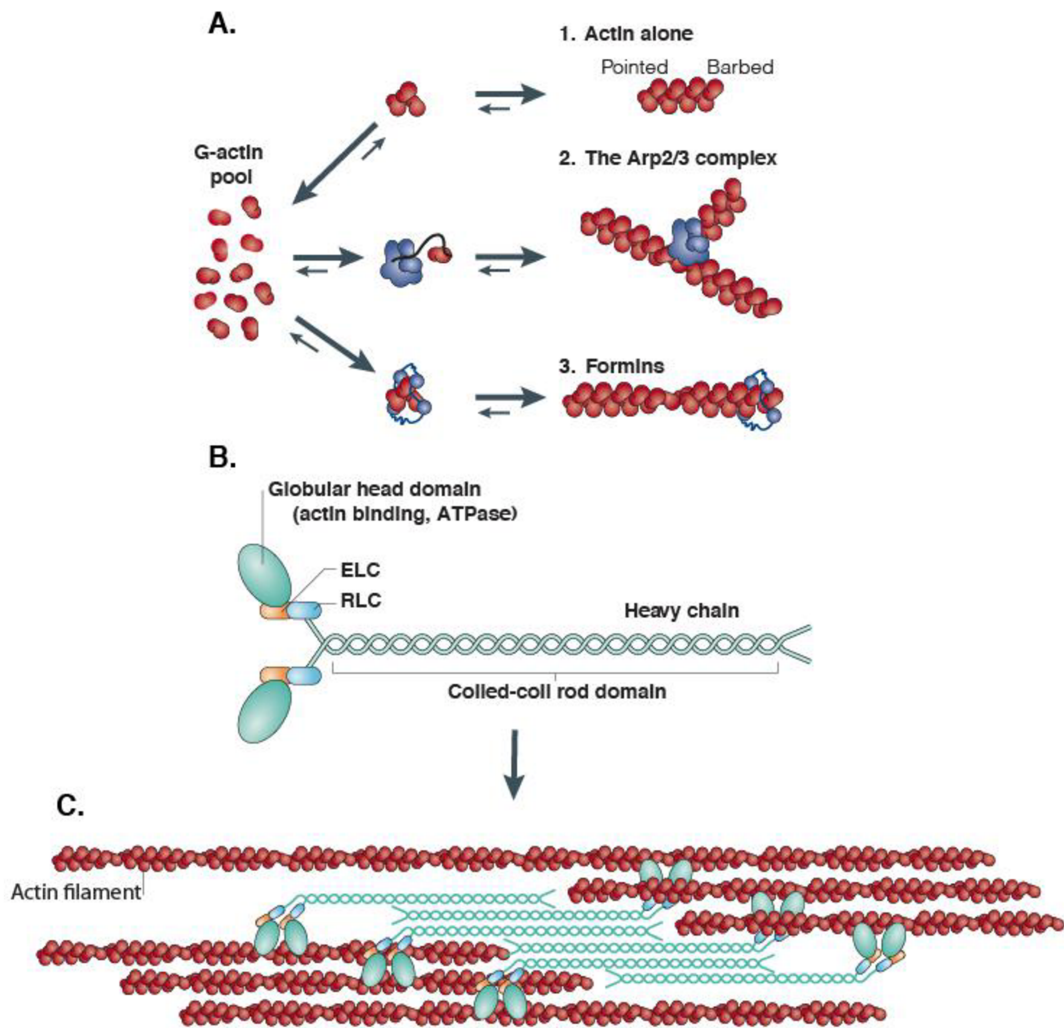 A.
1. Actin alone
Pointed Barbed
G-actin
pool
2. The Arp2/3 complex
3. Formins
B.
Globular head domain
(actin binding, ATPase)
ELC
RLC
Heavy chain
Coiled-coil rod domain
C.
Actin filament